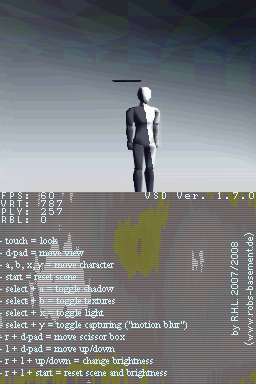 FPS: 60
VSD Ver. 1.7.0
VRT: 787
PLY: 257
RBL: 0
- touch = look
- d-pad = move view
- a, b, x, y = move character
- start = reset scene
- select + a = toggle shadow
- select + b = toggle textures
- select + x = toggle light
- select + y = toggle capturing ("motion blur")
- r + d-pad = move scissor box
- l + d-pad = move up/down
- r + l + up/down = change brightness
- r + l + start = reset scene and brightness
by R.H.L. 2007/2008
(www.robs-basement.de)